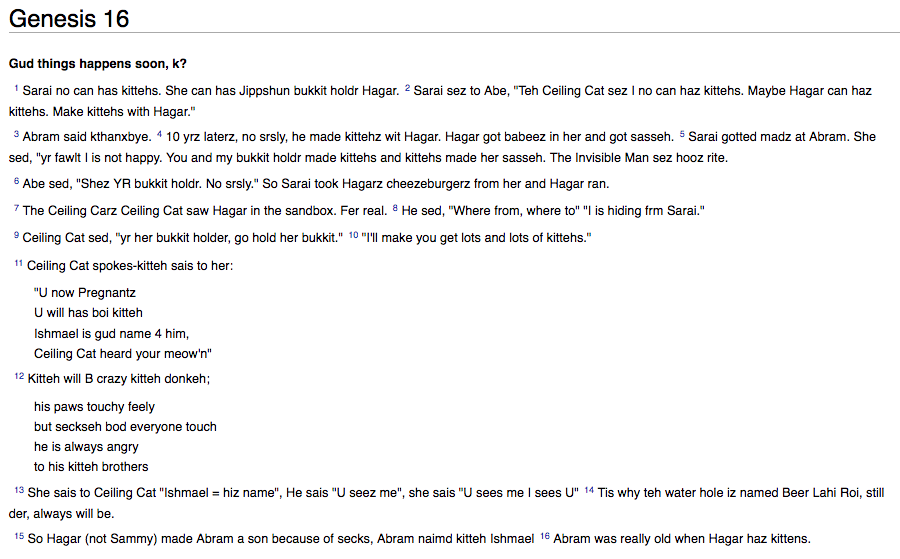 Genesis 16
Gud things happens soon, k?
1 Sarai no can has kittehs. She can has Jippshun bukkit holdr Hagar. 2 Sarai sez to Abe, "Teh Ceiling Cat sez I no can haz kittehs. Maybe Hagar can haz
kittehs. Make kittehs with Hagar."
3 Abram said kthanxbye. 4 10 yrz laterz, no srsly, he made kittehz wit Hagar. Hagar got babeez in her and got sasseh. 5 Sarai gotted madz at Abram. She
sed, "yr fawlt I is not happy. You and my bukkit holdr made kittehs and kittehs made her sasseh. The Invisible Man sez hooz rite.
6 Abe sed, "Shez YR bukkit holdr. No srsly." So Sarai took Hagarz cheezeburgerz from her and Hagar ran.
7 The Ceiling Carz Ceiling Cat saw Hagar in the sandbox. Fer real. 8 He sed, "Where from, where to" "I is hiding frm Sarai."
9 Ceiling Cat sed, "yr her bukkit holder, go hold her bukkit." 10 "I'll make you get lots and lots of kittehs."
11 Ceiling Cat spokes-kitteh sais to her:
"U now Pregnantz
U will has boi kitteh
Ishmael is gud name 4 him,
Ceiling Cat heard your meow'n"
12 Kitteh will B crazy kitteh donkeh;
his paws touchy feely
but seckseh bod everyone touch
he is always angry
to his kitteh brothers
13 She sais to Ceiling Cat "Ishmael = hiz name", He sais "U seez me", she sais "U sees me I sees U" 14 Tis why teh water hole iz named Beer Lahi Roi, still
der, always will be.
15 So Hagar (not Sammy) made Abram a son because of secks, Abram naimd kitteh Ishmael 16 Abram was really old when Hagar haz kittens.